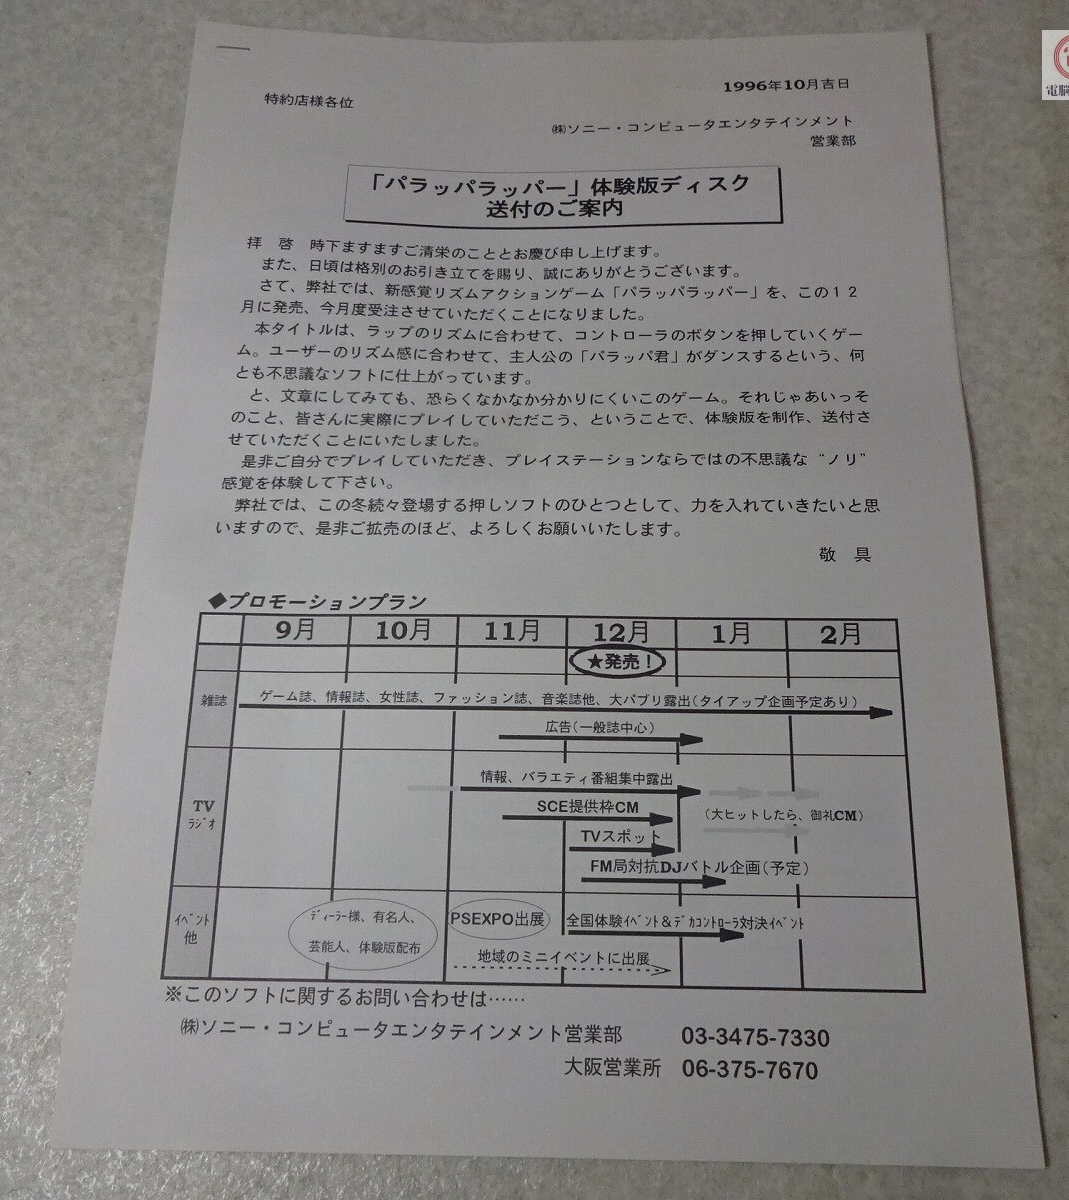 1996年10月吉日
特約店様各位
㈱ソニー・コンピュータエンタテインメント
営業部
「パラッパラッパー」体験版ディスク
送付のご案内
拝　啓　時下ますますご清栄のこととお慶び申し上げます。
また、日頃は格別のお引き立てを賜り、誠にありがとうございます。
さて、弊社では、新感覚リズムアクションゲーム「パラッパラッパー」を、この１２
月に発売、今月度受注させていただくことになりました。
本タイトルは、ラップのリズムに合わせて、コントローラのボタンを押していくゲー
ム。ユーザーのリズム感に合わせて、主人公の「パラッパ君」がダンスするという、何
とも不思議なソフトに仕上がっています。
と、文章にしてみても、恐らくなかなか分かりにくいこのゲーム。それじゃあいっそ
のこと、皆さんに実際にプレイしていただこう、ということで、体験版を制作、送付さ
せていただくことにいたしました。
是非ご自分でプレイしていただき、プレイステーションならではの不思議な“ノリ”
感覚を体験して下さい。
弊社では、この冬続々登場する押しソフトのひとつとして、力を入れていきたいと思
いますので、是非ご拡売のほど、よろしくお願いいたします。
敬　具
◆プロモーションプラン
9月 10月 11月 12月 1月 2月
★発売！
雑誌
ゲーム誌、情報誌、女性誌、ファッション誌、音楽誌他、大パブリ露出(タイアップ企画予定あり)
広告(一般誌中心)
TV
ﾗｼﾞｵ
情報、バラエティ番組集中露出
SCE提供枠CM
(大ヒットしたら、御礼CM)
TVスポット
FM局対抗DJバトル企画(予定)
ｲﾍﾞﾝﾄ
他
ﾃﾞｨｰﾗｰ様、有名人、
芸能人、体験版配布
PSEXPO出展
全国体験ｲﾍﾞﾝﾄ＆ﾃﾞｶｺﾝﾄﾛｰﾗ対決ｲﾍﾞﾝﾄ
地域のミニイベントに出展
※このソフトに関するお問い合わせは……
㈱ソニー・コンピュータエンタテインメント営業部 03-3475-7330
大阪営業所 06-375-7670
電脳